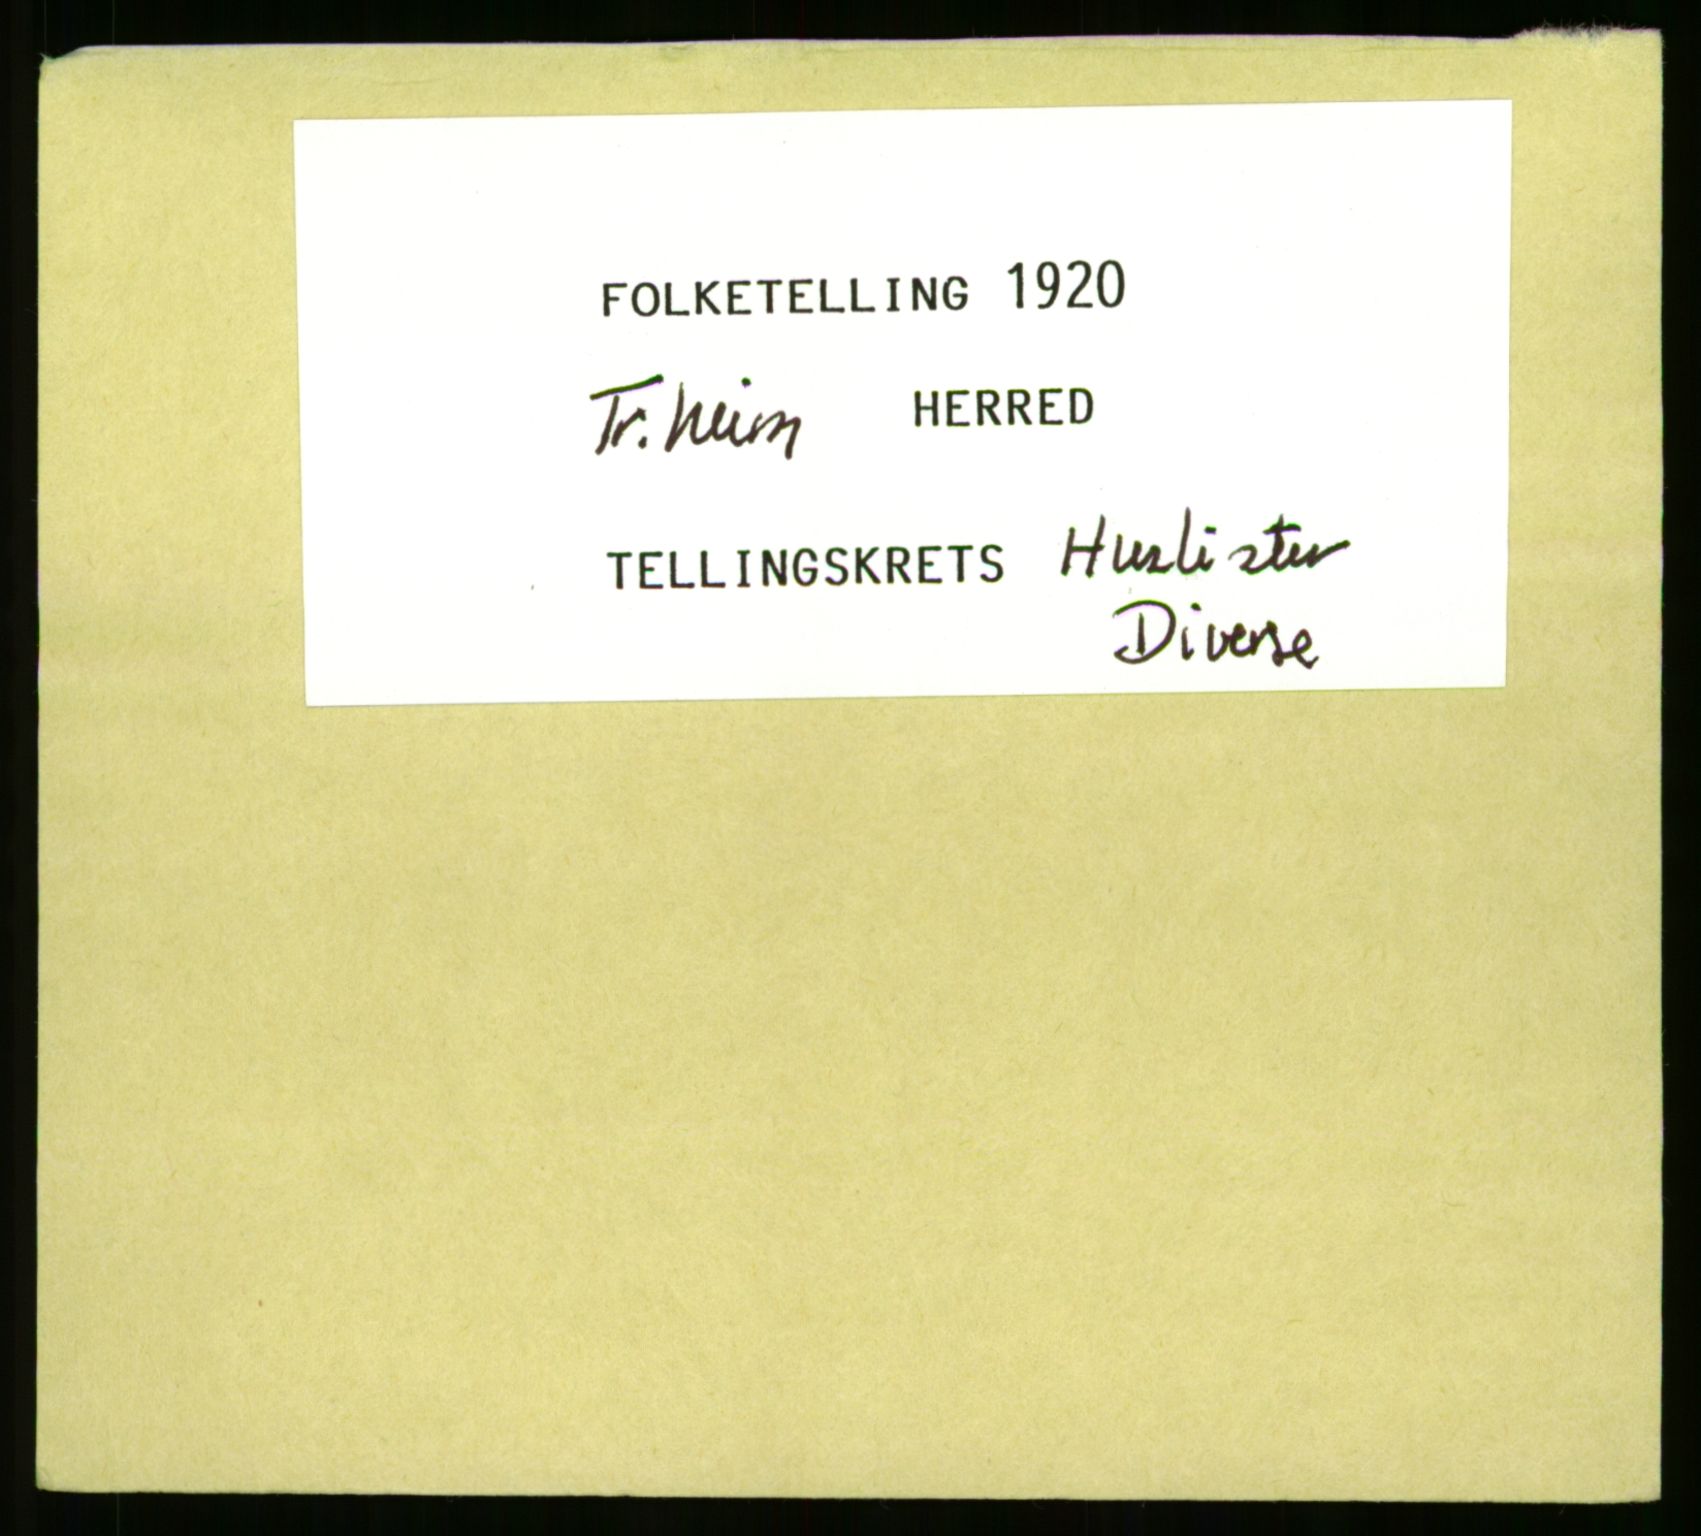 FOLKETELLING 1920
Tr.heim HERRED
TELLINGSKRETS Huslister
Diverse